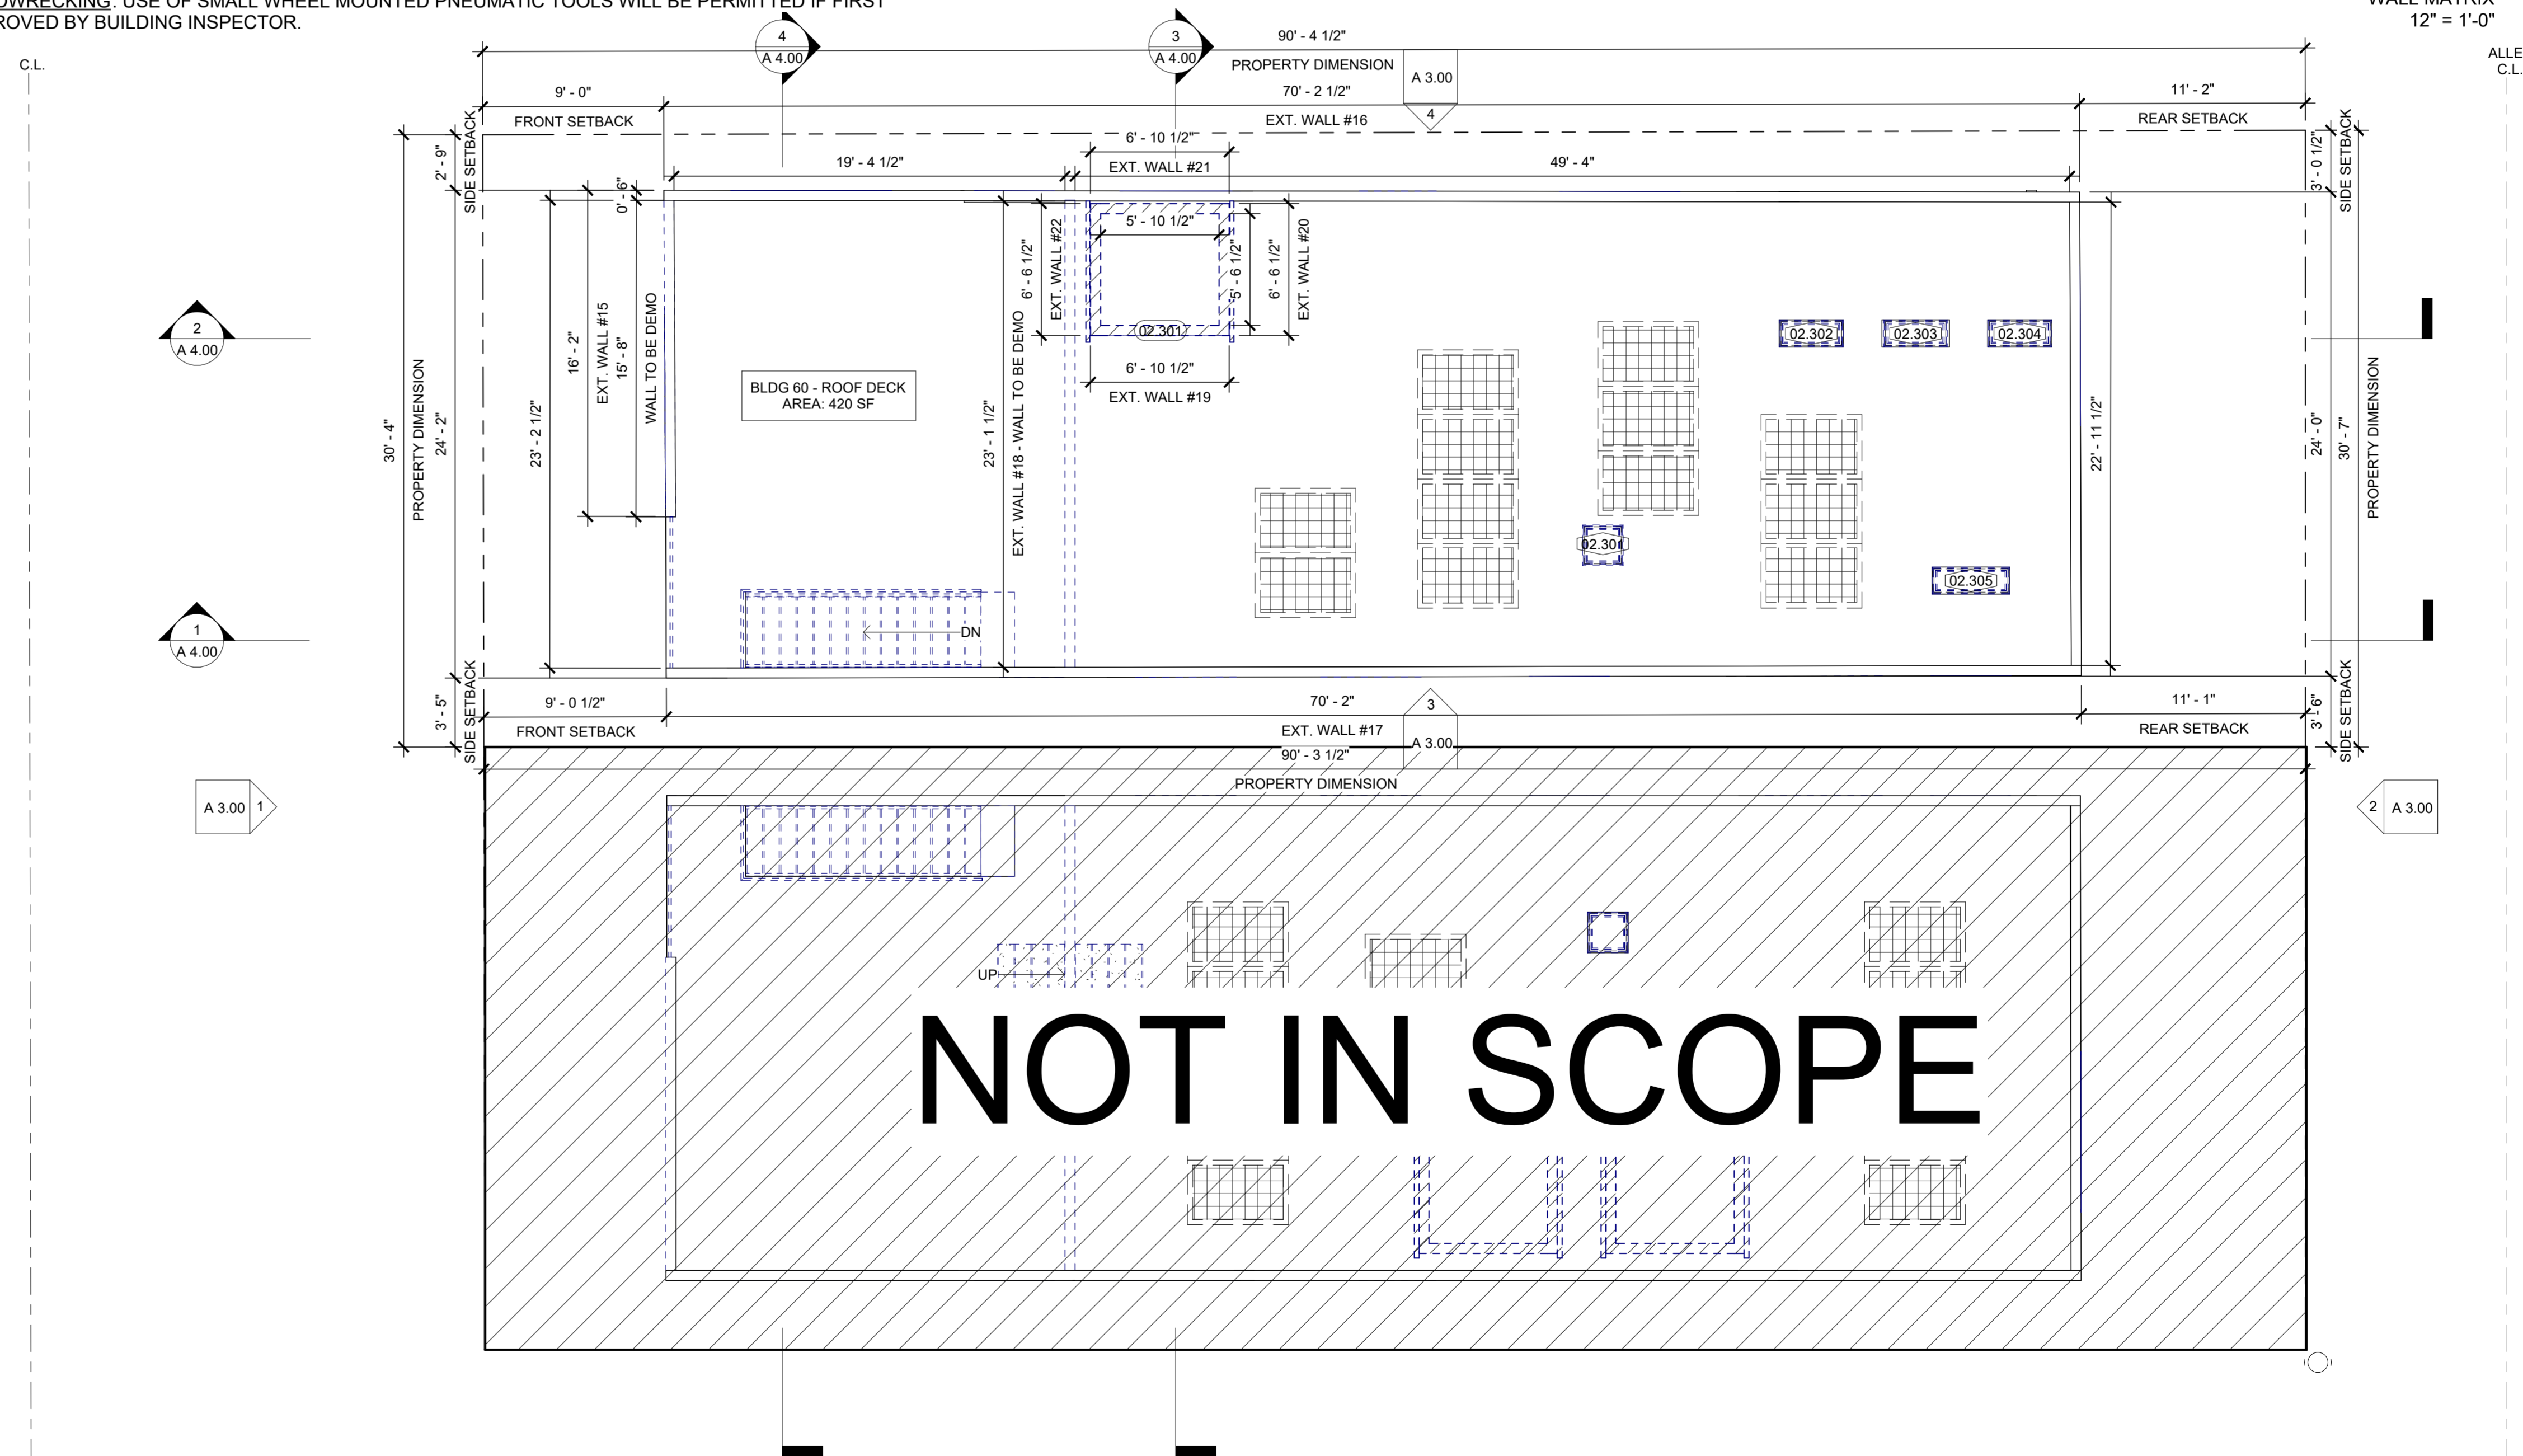 OWRECKING: USE OF SMALL WHEEL MOUNTED PNEUMATIC TOOLS WILL BE PERMITTED IF FIRST
ROVED BY BUILDING INSPECTOR.
WALL MATRIX
12" = 1'-0"
C.L.
ALLE
C.L.
4
A 4.00
3
A 4.00
90' - 4 1/2"
PROPERTY DIMENSION
A 3.00
4
9' - 0"
FRONT SETBACK
70' - 2 1/2"
EXT. WALL #16
11' - 2"
REAR SETBACK
6' - 10 1/2"
EXT. WALL #21
19' - 4 1/2"
49' - 4"
2' - 9"
SIDE SETBACK
0' - 6"
3' - 0 1/2"
SIDE SETBACK
5' - 10 1/2"
6' - 6 1/2"
EXT. WALL #22
5' - 6 1/2"
6' - 6 1/2"
EXT. WALL #20
02.301
6' - 10 1/2"
EXT. WALL #19
2
A 4.00
30' - 4"
PROPERTY DIMENSION
24' - 2"
23' - 2 1/2"
16' - 2"
EXT. WALL #15
15' - 8"
WALL TO BE DEMO
BLDG 60 - ROOF DECK
AREA: 420 SF
23' - 1 1/2"
EXT. WALL #18 - WALL TO BE DEMO
02.302
02.303
02.304
02.301
02.305
22' - 11 1/2"
24' - 0"
30' - 7"
PROPERTY DIMENSION
1
A 4.00
DN
3' - 5"
SIDE SETBACK
9' - 0 1/2"
FRONT SETBACK
70' - 2"
EXT. WALL #17
3
A 3.00
11' - 1"
REAR SETBACK
3' - 6"
SIDE SETBACK
90' - 3 1/2"
PROPERTY DIMENSION
A 3.00
1
2
A 3.00
UP
NOT IN SCOPE